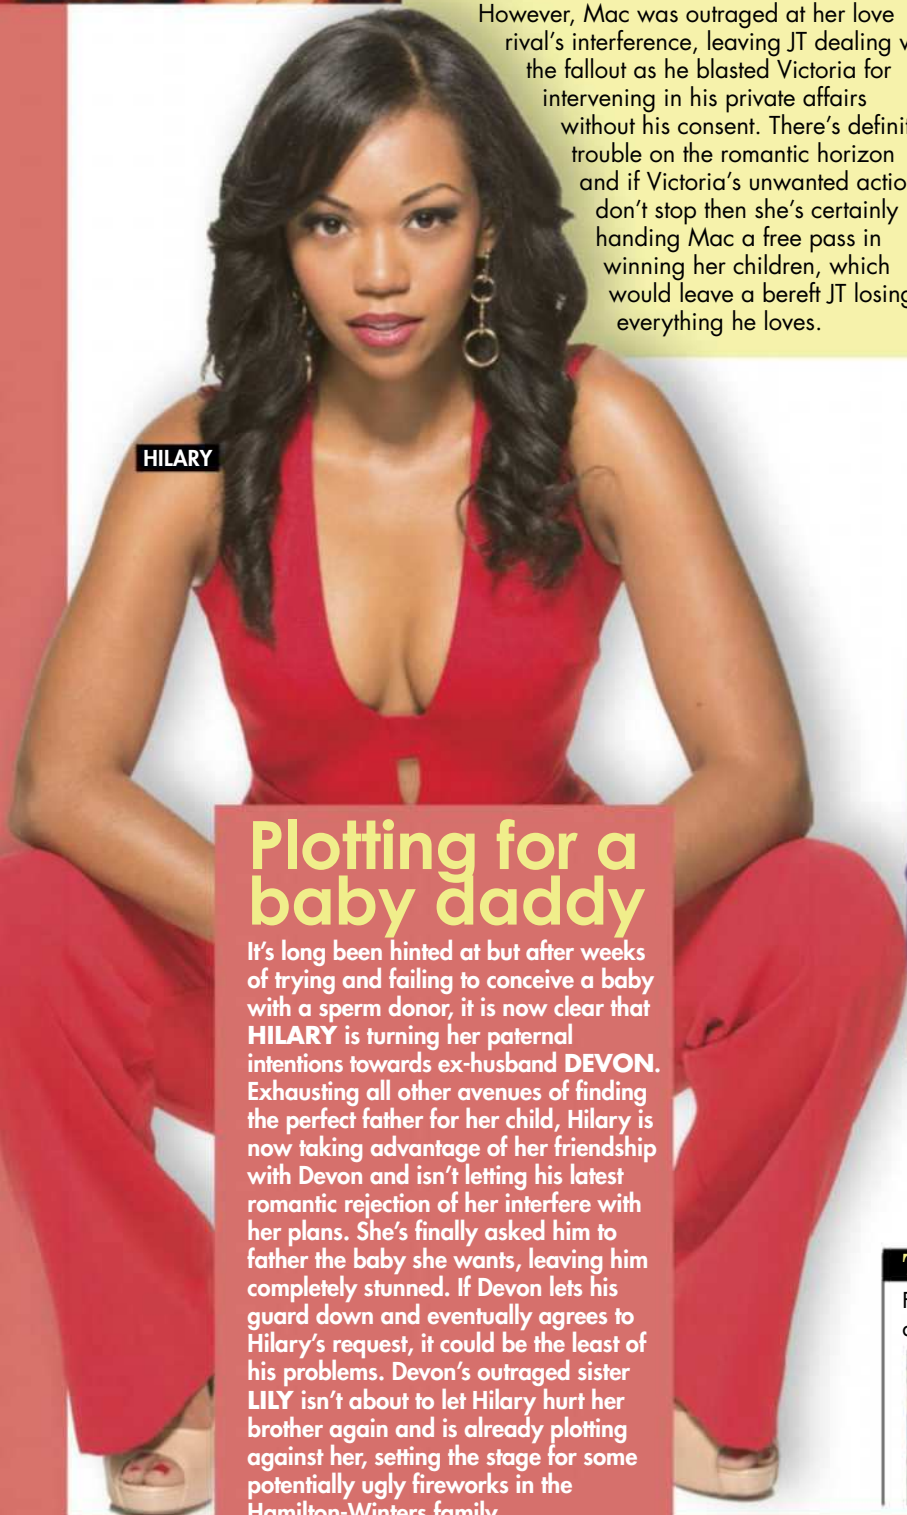 However, Mac was outraged at her love
rival's interference, leaving JT dealing
the fallout as he blasted Victoria for
intervening in his private affairs
without his consent. There's
trouble on the romantic horizon
and if Victoria's unwanted
don't stop then she's certainly
handing Mac a free pass in
winning her children, which
would leave a bereft JT losing
everything he loves.
HILARY
Plotting for a
baby daddy
It's long been hinted at but after weeks
of trying and failing to conceive a baby
with a sperm donor, it is now clear that
HILARY is turning her paternal
intentions towards ex-husband DEVON.
Exhausting all other avenues of finding
the perfect father for her child, Hilary is
now taking advantage of her friendship
with Devon and isn't letting his latest
romantic rejection of her interfere with
her plans. She's finally asked him to
father the baby she wants, leaving him
completely stunned. If Devon lets his
guard down and eventually agrees to
Hilary's request, it could be the least of
his problems. Devon's outraged sister
LILY isn't about to let Hilary hurt her
brother again and is already plotting
against her, setting the stage for some
potentially ugly fireworks in the
Hamilton-Winters family.